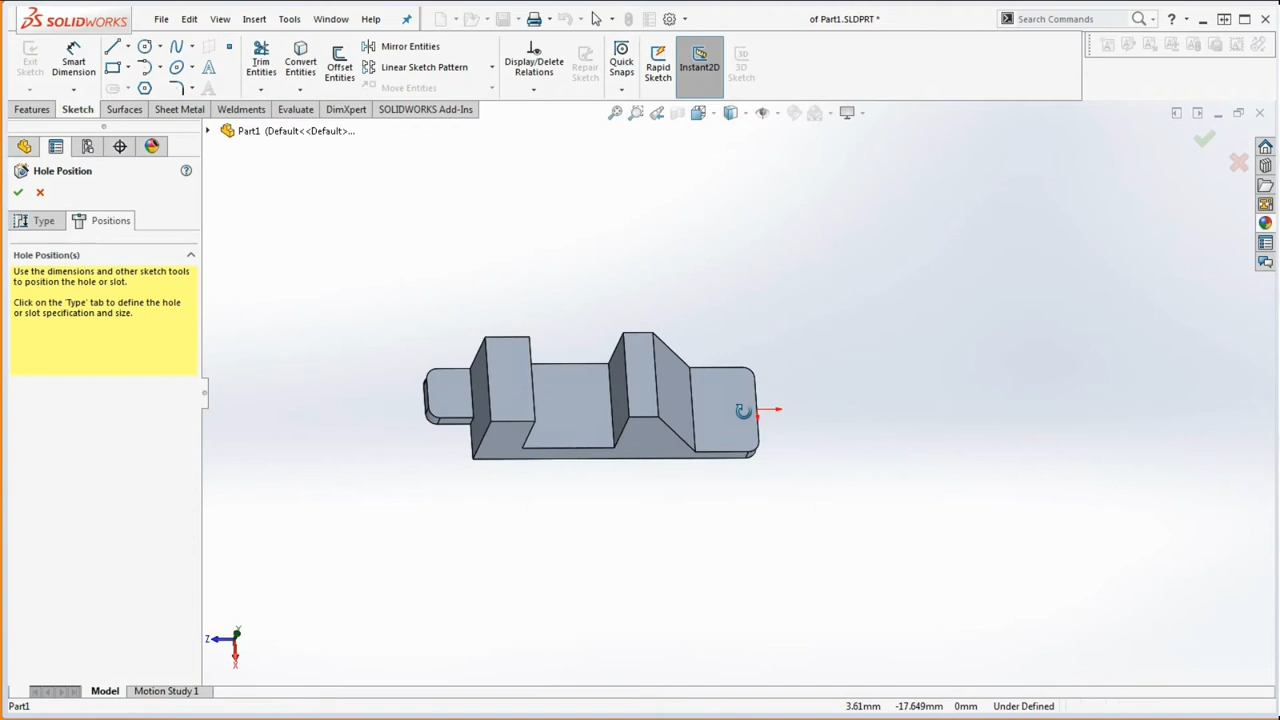 SOLIDWORKS
File Edit View Insert Tools Window Help
of Part1.SLDPRT *
Search Commands
Exit Sketch
Smart Dimension
Trim Entities
Convert Entities
Offset Entities
Mirror Entities
Linear Sketch Pattern
Move Entities
Display/Delete Relations
Repair Sketch
Quick Snaps
Rapid Sketch
Instant2D
3D Sketch
Features Sketch Surfaces Sheet Metal Weldments Evaluate DimXpert SOLIDWORKS Add-Ins
Part1 (Default<<Default>...
Hole Position
Type Positions
Hole Position(s)
Use the dimensions and other sketch tools
to position the hole or slot.
Click on the 'Type' tab to define the hole
or slot specification and size.
Y
Z
X
Model Motion Study 1
Part1 3.61mm -17.649mm 0mm Under Defined